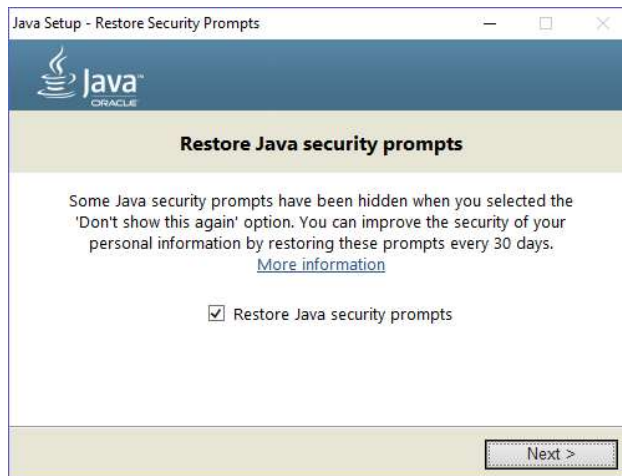 Java Setup - Restore Security Prompts
Java™
ORACLE
Restore Java security prompts
Some Java security prompts have been hidden when you selected the
'Don't show this again' option. You can improve the security of your
personal information by restoring these prompts every 30 days.
More information
Restore Java security prompts
Next >